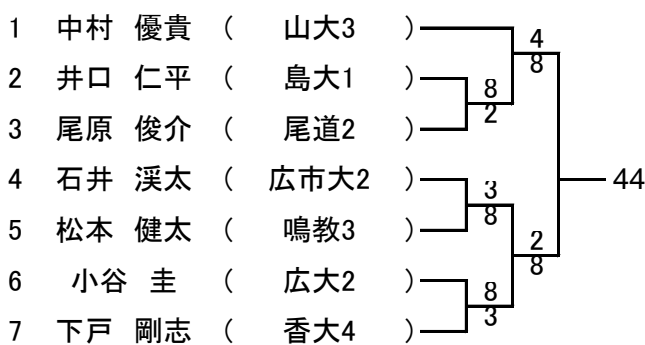 1 中村 優貴 ( 山大3 ) 4
8
2 井口 仁平 ( 島大1 ) 8
2
3 尾原 俊介 ( 尾道2 )
4 石井 渓太 ( 広市大2 ) 3 44
8
5 松本 健太 ( 鳴教3 ) 2
8
6 小谷 圭 ( 広大2 ) 8
3
7 下戸 剛志 ( 香大4 )